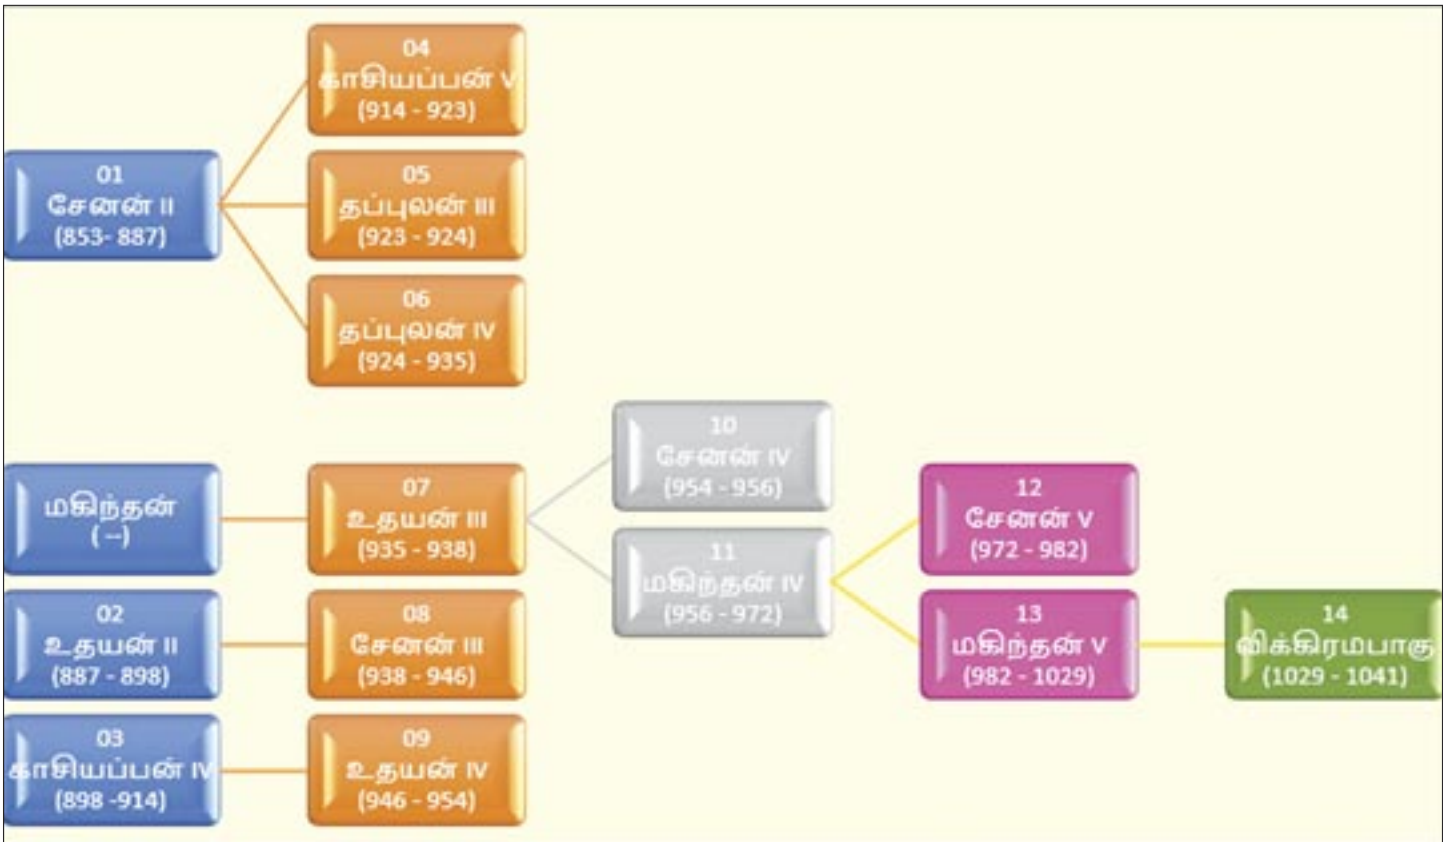 04
காசியப்பன் V
(914 - 923)
01
சேனன் II
(853- 887)
05
தப்புலன் III
(923 - 924)
06
தப்புலன் IV
(924 - 935)
மகிந்தன்
( --)
07
உதயன் III
(935 - 938)
10
சேனன் IV
(954 - 956)
11
மகிந்தன் IV
(956 - 972)
12
சேனன் V
(972 - 982)
02
உதயன் II
(887 - 898)
08
சேனன் III
(938 - 946)
13
மகிந்தன் V
(982 - 1029)
14
விக்கிரமபாகு
(1029 - 1041)
03
காசியப்பன் IV
(898 -914)
09
உதயன் IV
(946 - 954)